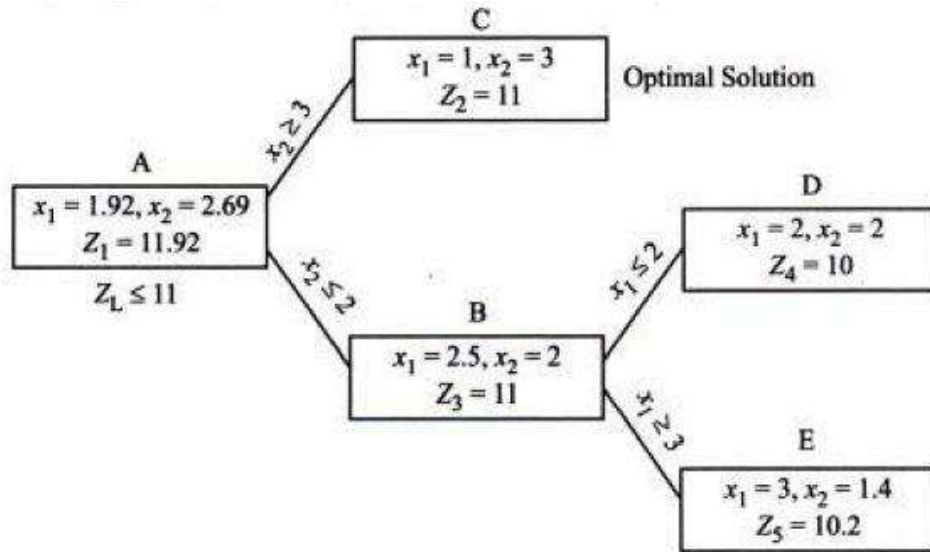 C
x₁ = 1, x₂ = 3
Z₂ = 11
Optimal Solution
x₂ ≥ 3
A
x₁ = 1.92, x₂ = 2.69
Z₁ = 11.92
Z_L ≤ 11
x₂ ≤ 2
B
x₁ = 2.5, x₂ = 2
Z₃ = 11
x₁ ≤ 2
D
x₁ = 2, x₂ = 2
Z₄ = 10
x₁ ≥ 3
E
x₁ = 3, x₂ = 1.4
Z₅ = 10.2